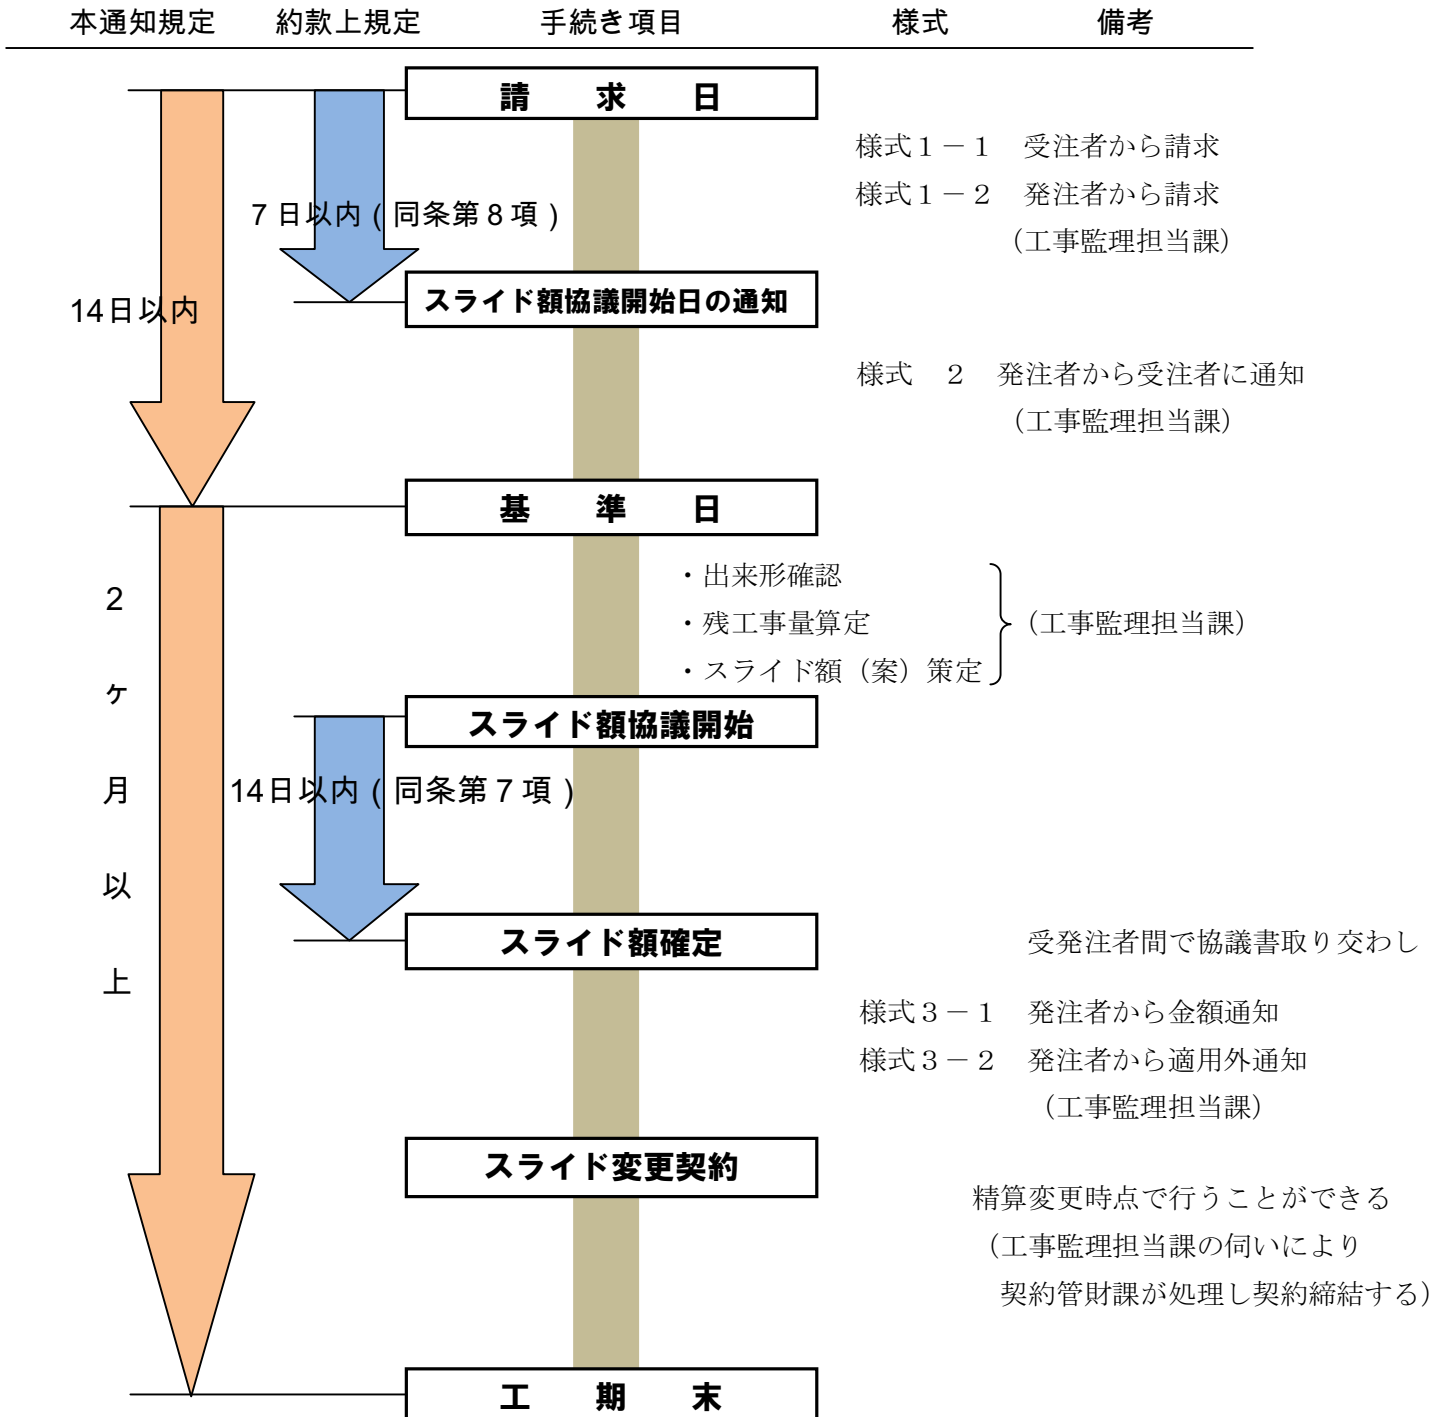 本通知規定　約款上規定　手続き項目　様式　備考
請　求　日
様式１－１　受注者から請求
様式１－２　発注者から請求
7日以内（同条第８項）
（工事監理担当課）
スライド額協議開始日の通知
14日以内
様式　２　発注者から受注者に通知
（工事監理担当課）
基　準　日
・出来形確認
・残工事量算定　（工事監理担当課）
・スライド額（案）策定
2ヶ月以上
スライド額協議開始
14日以内（同条第７項）
スライド額確定　受発注者間で協議書取り交わし
様式３－１　発注者から金額通知
様式３－２　発注者から適用外通知
（工事監理担当課）
スライド変更契約
精算変更時点で行うことができる
（工事監理担当課の伺いにより
契約管財課が処理し契約締結する）
工　期　末